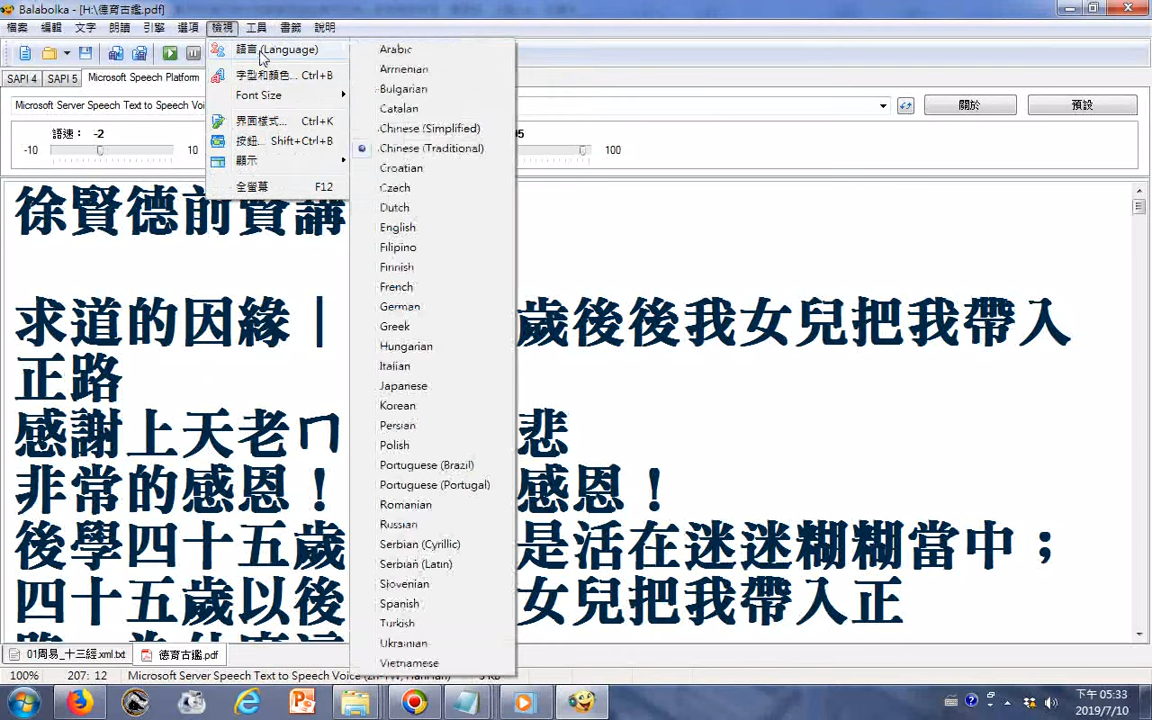 Balabolka - [H:\德育古鑑.pdf]
檔案 編輯 文字 朗讀 引擎 選項 檢視 工具 書籤 說明
SAPI 4 SAPI 5 Microsoft Speech Platform
Microsoft Server Speech Text to Speech Voi
關於
預設
語速： -2
-10
10
05
100
語言 (Language)
字型和顏色... Ctrl+B
Font Size
界面樣式... Ctrl+K
按鈕... Shift+Ctrl+B
顯示
全螢幕 F12
Arabic
Armenian
Bulgarian
Catalan
Chinese (Simplified)
Chinese (Traditional)
Croatian
Czech
Dutch
English
Filipino
Finnish
French
German
Greek
Hungarian
Italian
Japanese
Korean
Persian
Polish
Portuguese (Brazil)
Portuguese (Portugal)
Romanian
Russian
Serbian (Cyrillic)
Serbian (Latin)
Slovenian
Spanish
Turkish
Ukrainian
Vietnamese
徐賢德前賢講
求道的因緣｜ 歲後後我女兒把我帶入
正路
感謝上天老ㄇ 悲
非常的感恩！ 感恩！
後學四十五歲 是活在迷迷糊糊當中；
四十五歲以後 女兒把我帶入正
01周易_十三經.xml.txt 德育古鑑.pdf
100% 207: 12 Microsoft Server Speech Text to Speech Voice (zh-TW, HanHan)
下午 05:33
2019/7/10